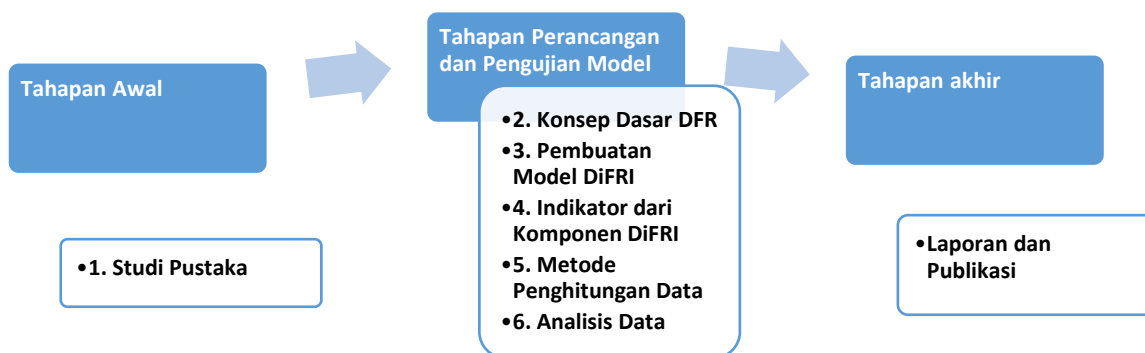 Tahapan Awal
•1. Studi Pustaka
Tahapan Perancangan
dan Pengujian Model
•2. Konsep Dasar DFR
•3. Pembuatan
Model DiFRI
•4. Indikator dari
Komponen DiFRI
•5. Metode
Penghitungan Data
•6. Analisis Data
Tahapan akhir
•Laporan dan
Publikasi